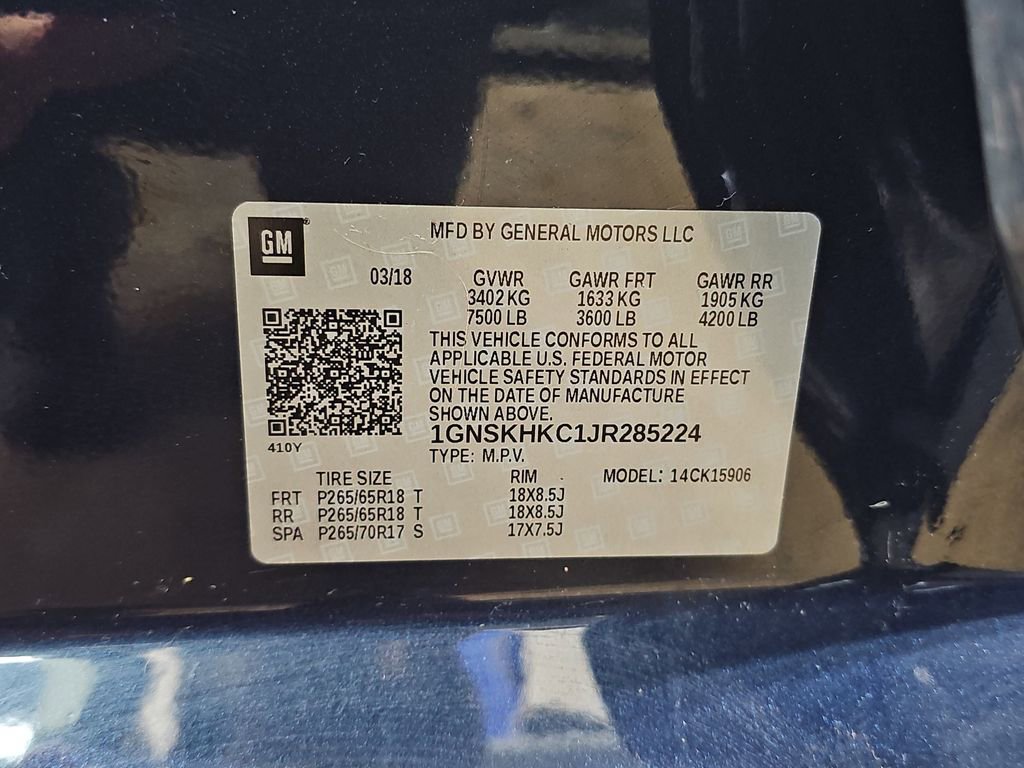 GM
MFD BY GENERAL MOTORS LLC
03/18 GVWR GAWR FRT GAWR RR
3402 KG 1633 KG 1905 KG
7500 LB 3600 LB 4200 LB
THIS VEHICLE CONFORMS TO ALL
APPLICABLE U.S. FEDERAL MOTOR
VEHICLE SAFETY STANDARDS IN EFFECT
ON THE DATE OF MANUFACTURE
SHOWN ABOVE.
1GNSKHKC1JR285224
410Y
TYPE: M.P.V.
TIRE SIZE RIM MODEL: 14CK15906
FRT P265/65R18 T 18X8.5J
RR P265/65R18 T 18X8.5J
SPA P265/70R17 S 17X7.5J